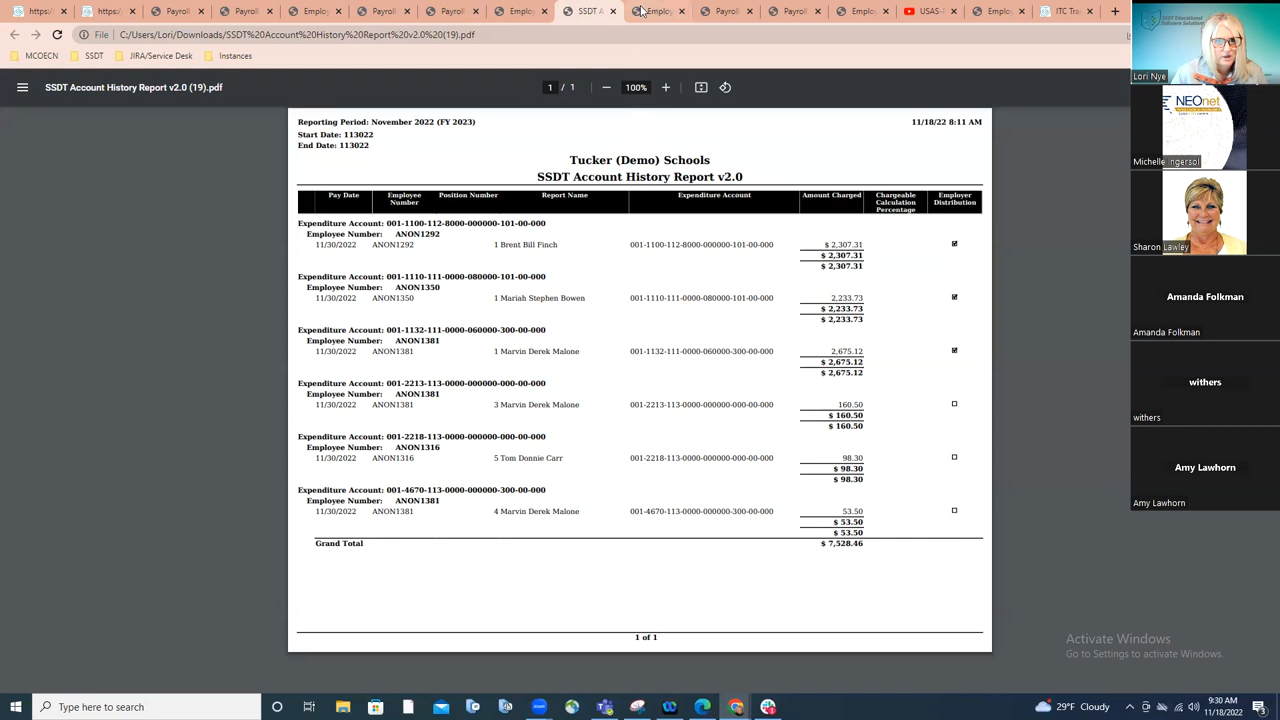 SSDT A
Employ
Payroll
Payro
Employ
Employ
USAS-
Employ
ITC Tra
File C:/Users/Lori/Downloads/SSDT%20Account%20History%20Report%20v2.0%20(19).pdf
MCOECN SSDT JIRA/Service Desk Instances
SSDT Account History Report v2.0 (19).pdf 1 / 1 100%
Reporting Period: November 2022 (FY 2023) 11/18/22 8:11 AM
Start Date: 113022
End Date: 113022
Tucker (Demo) Schools
SSDT Account History Report v2.0
Pay Date Employee Number Position Number Report Name Expenditure Account Amount Charged Chargeable Calculation Percentage Employer Distribution
Expenditure Account: 001-1100-112-8000-000000-101-00-000
Employee Number: ANON1292
11/30/2022 ANON1292 1 Brent Bill Finch 001-1100-112-8000-000000-101-00-000 $ 2,307.31
$ 2,307.31
$ 2,307.31
Expenditure Account: 001-1110-111-0000-080000-101-00-000
Employee Number: ANON1350
11/30/2022 ANON1350 1 Mariah Stephen Bowen 001-1110-111-0000-080000-101-00-000 2,233.73
$ 2,233.73
$ 2,233.73
Expenditure Account: 001-1132-111-0000-060000-300-00-000
Employee Number: ANON1381
11/30/2022 ANON1381 1 Marvin Derek Malone 001-1132-111-0000-060000-300-00-000 2,675.12
$ 2,675.12
$ 2,675.12
Expenditure Account: 001-2213-113-0000-000000-000-00-000
Employee Number: ANON1381
11/30/2022 ANON1381 3 Marvin Derek Malone 001-2213-113-0000-000000-000-00-000 160.50
$ 160.50
$ 160.50
Expenditure Account: 001-2218-113-0000-000000-000-00-000
Employee Number: ANON1316
11/30/2022 ANON1316 5 Tom Donnie Carr 001-2218-113-0000-000000-000-00-000 98.30
$ 98.30
$ 98.30
Expenditure Account: 001-4670-113-0000-000000-300-00-000
Employee Number: ANON1381
11/30/2022 ANON1381 4 Marvin Derek Malone 001-4670-113-0000-000000-300-00-000 53.50
$ 53.50
$ 53.50
Grand Total $ 7,528.46
1 of 1
SSDT Educational
Software Solutions
Lori Nye
NEOnet
Michelle Ingersol
Sharon Lawley
Amanda Folkman
Amanda Folkman
withers
withers
Amy Lawhorn
Amy Lawhorn
Activate Windows
Go to Settings to activate Windows.
Type here to search
29°F Cloudy
9:30 AM
11/18/2022